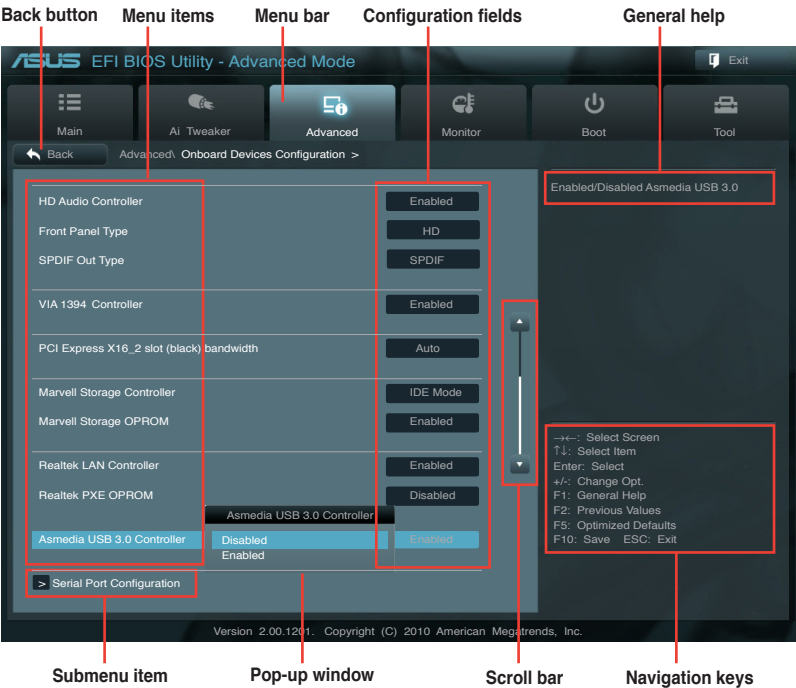 Back button Menu items Menu bar Configuration fields General help
ASUS EFI BIOS Utility - Advanced Mode Exit
Main Ai Tweaker Advanced Monitor Boot Tool
Back Advanced\ Onboard Devices Configuration >
Enabled/Disabled Asmedia USB 3.0
HD Audio Controller Enabled
Front Panel Type HD
SPDIF Out Type SPDIF
VIA 1394 Controller Enabled
PCI Express X16_2 slot (black) bandwidth Auto
Marvell Storage Controller IDE Mode
Marvell Storage OPROM Enabled
Realtek LAN Controller Enabled
Realtek PXE OPROM Disabled
Asmedia USB 3.0 Controller
Asmedia USB 3.0 Controller Disabled Enabled
Enabled
> Serial Port Configuration
→←: Select Screen
↑↓: Select Item
Enter: Select
+/-: Change Opt.
F1: General Help
F2: Previous Values
F5: Optimized Defaults
F10: Save ESC: Exit
Version 2.00.1201. Copyright (C) 2010 American Megatrends, Inc.
Submenu item Pop-up window Scroll bar Navigation keys